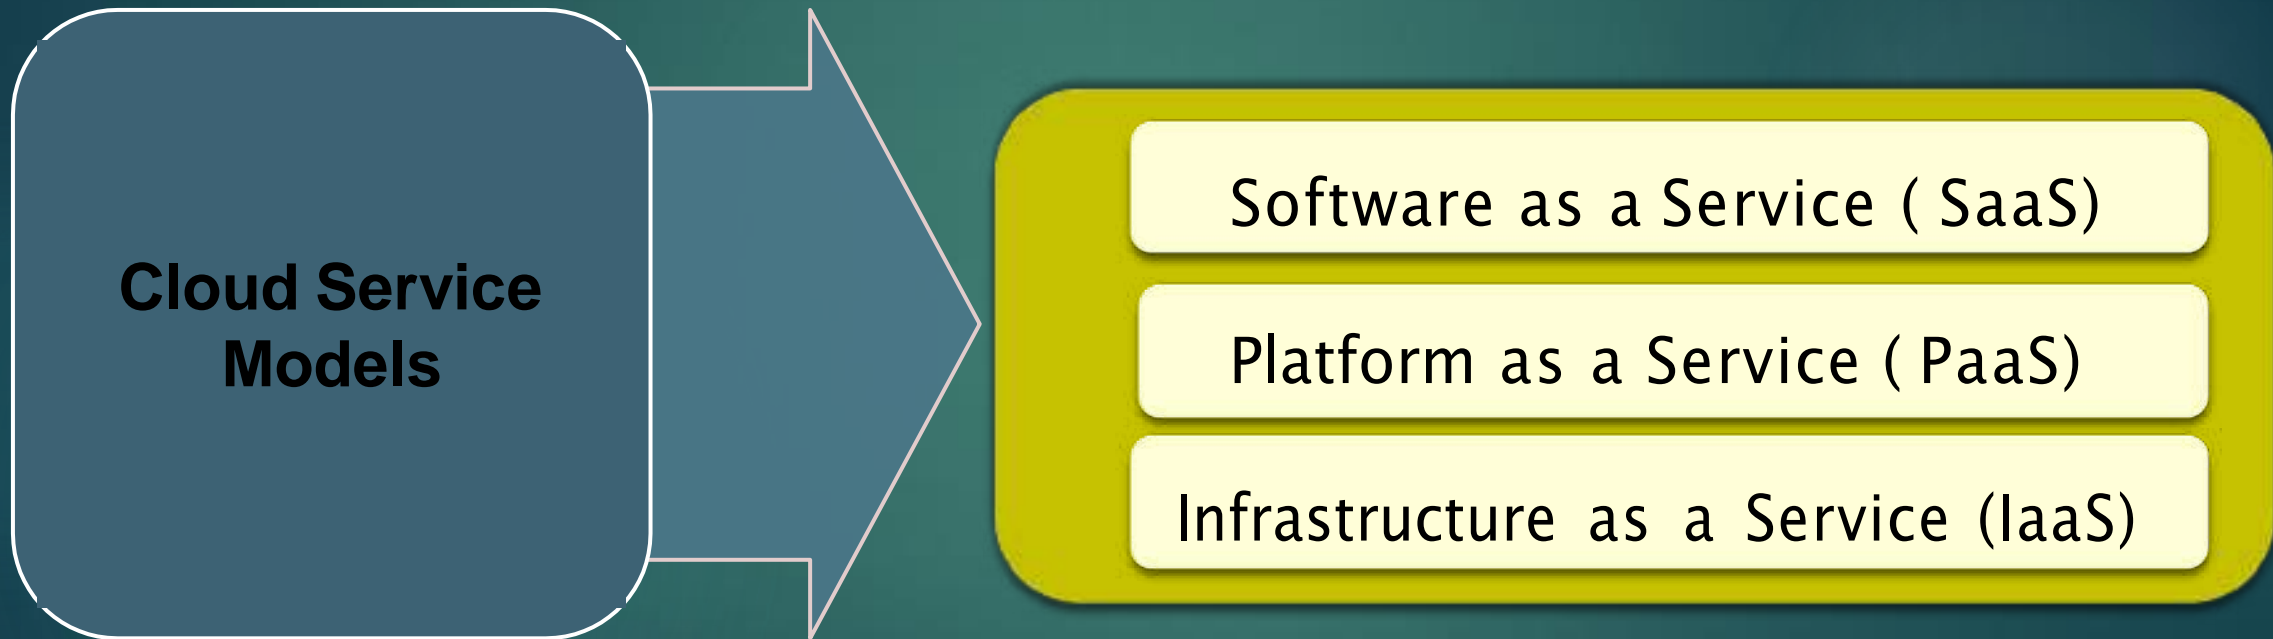 Cloud Service
Models
Software as a Service ( SaaS)
Platform as a Service ( PaaS)
Infrastructure as a Service (IaaS)